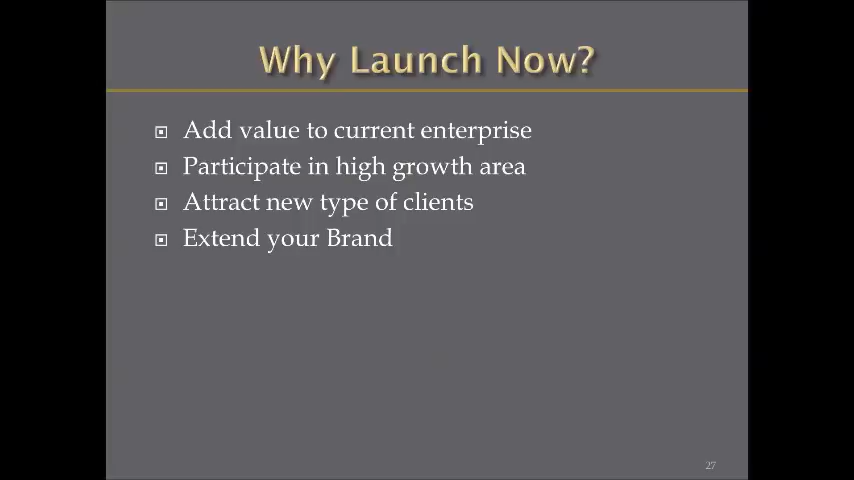 Why Launch Now?
Add value to current enterprise
Participate in high growth area
Attract new type of clients
Extend your Brand
27